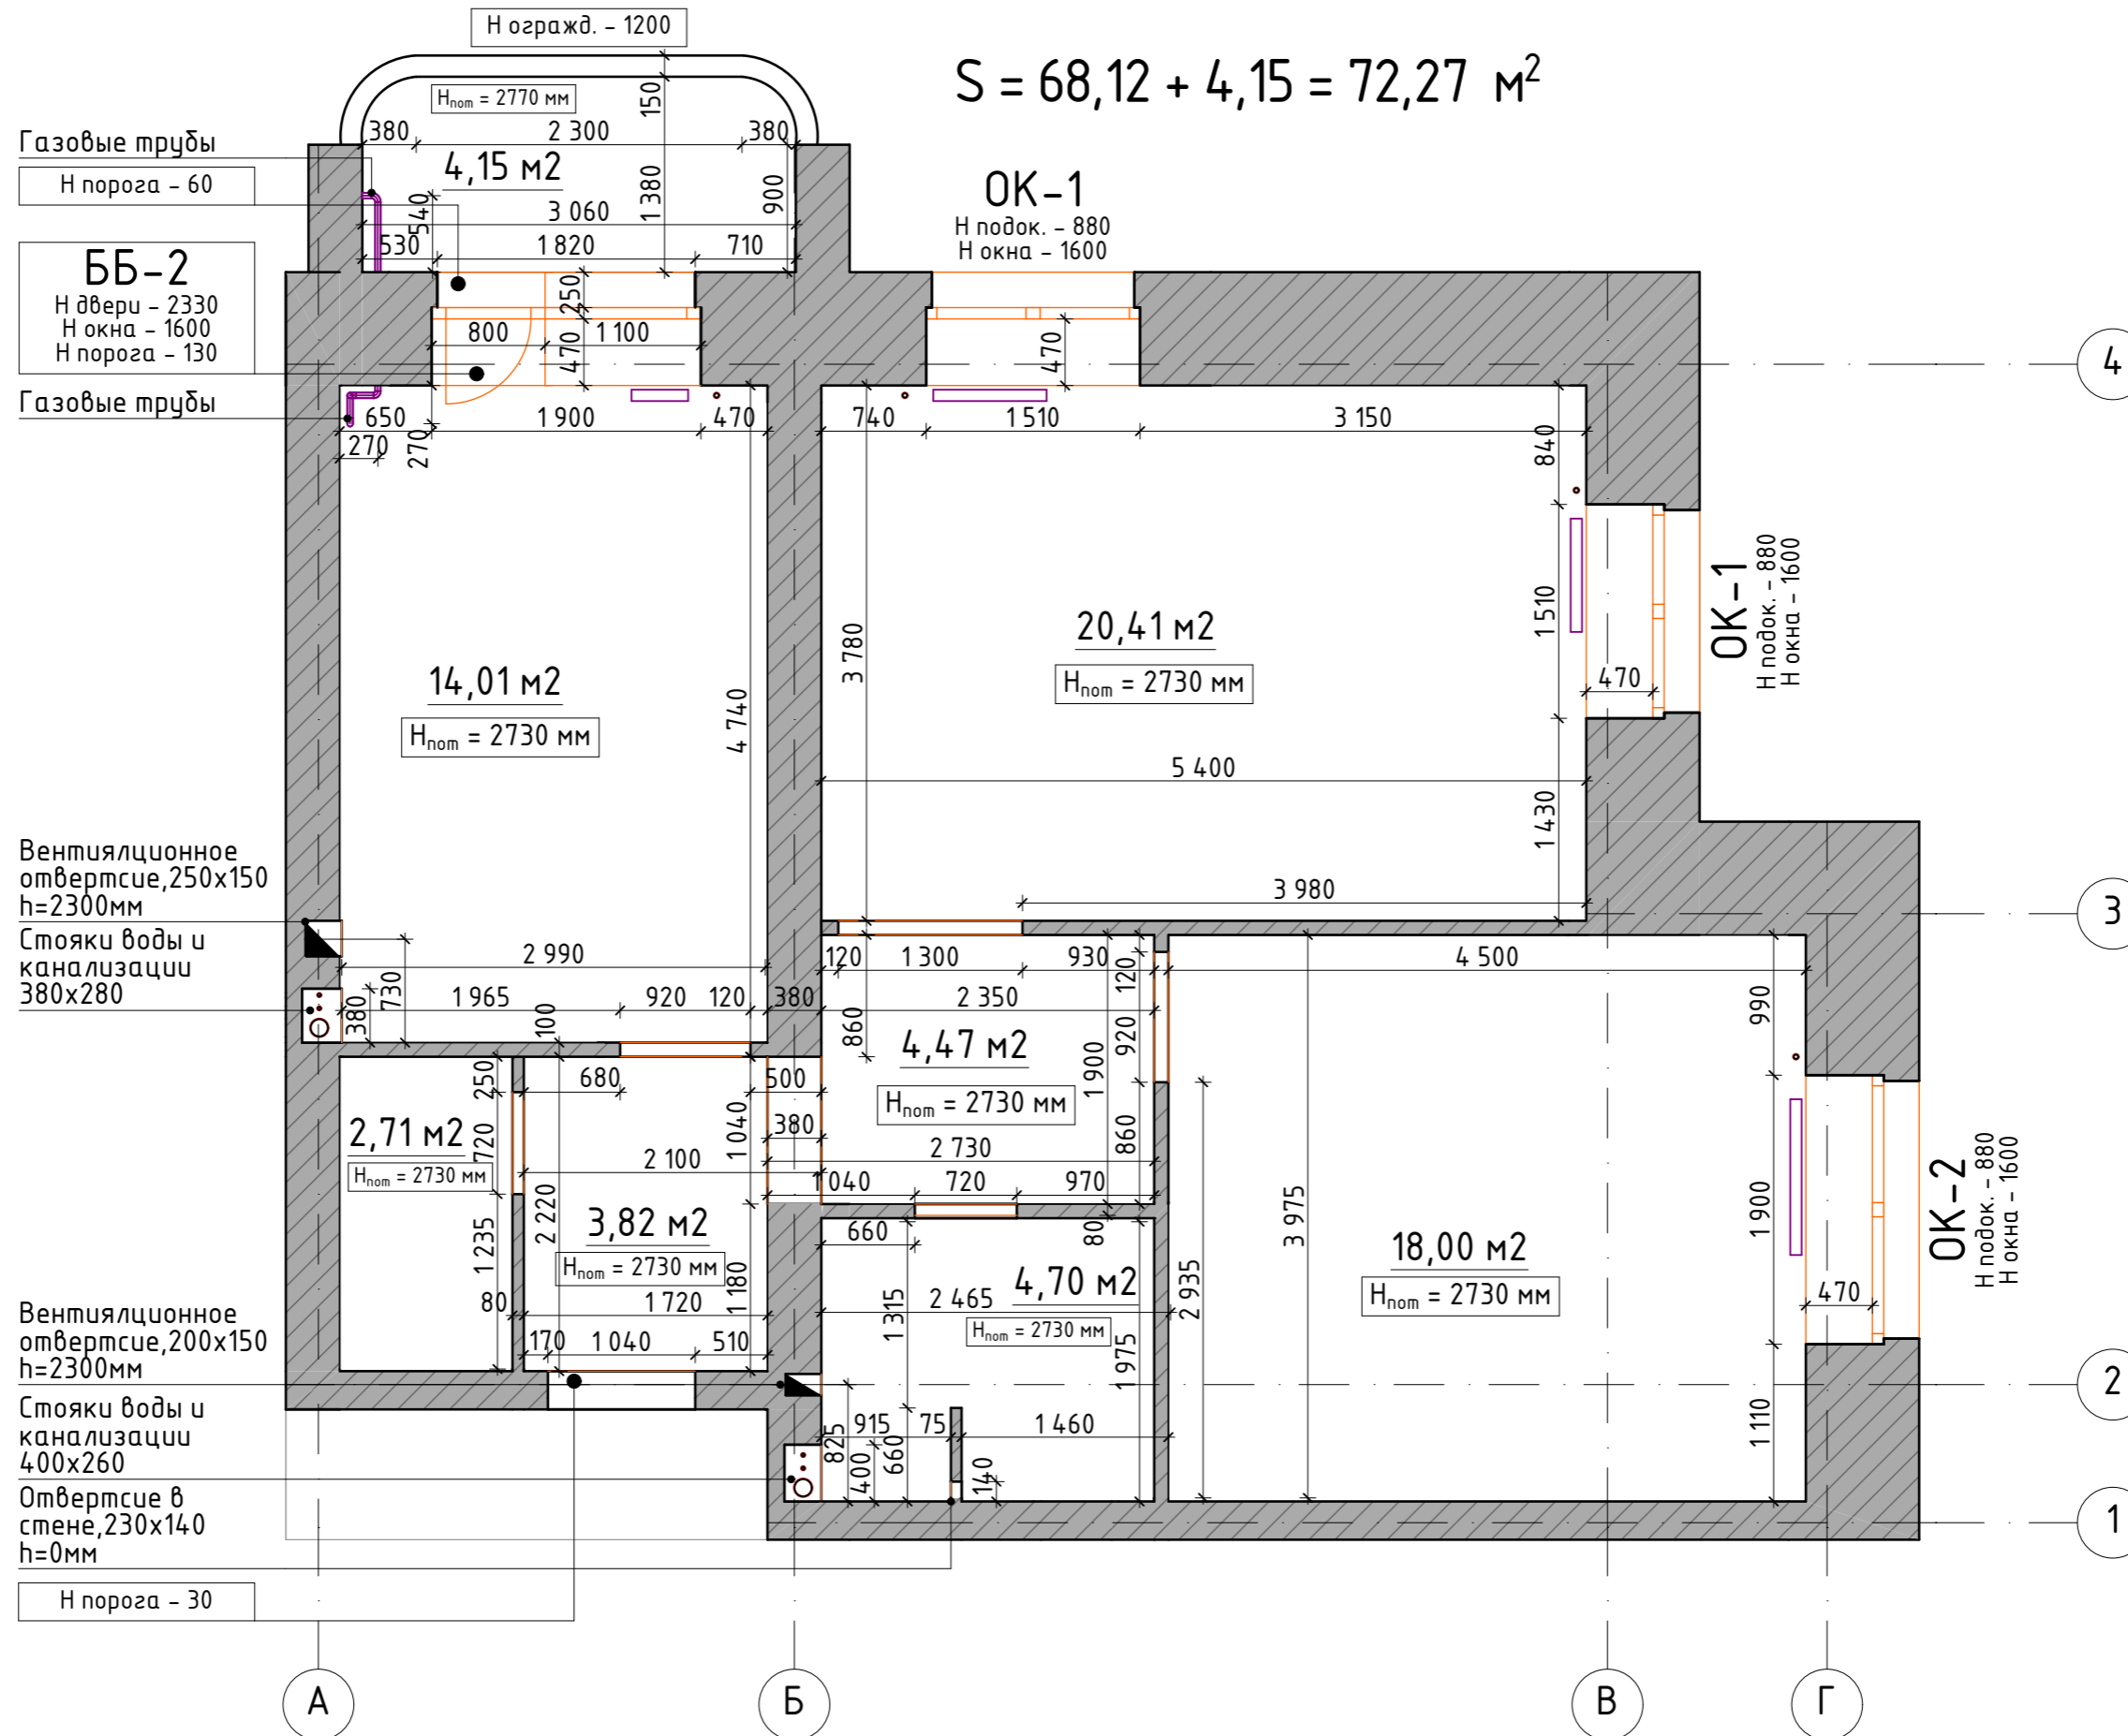 Н огражд. - 1200
S = 68,12 + 4,15 = 72,27 м²
Hпот = 2770 мм
150
380
2 300
380
Газовые трубы
4,15 м2
Н порога - 60
540
1 380
900
3 060
530
1 820
710
ОК-1
Н подок. - 880
Н окна - 1600
ББ-2
Н двери - 2330
Н окна - 1600
Н порога - 130
250
800
1 100
470
470
4
Газовые трубы
650
1 900
470
740
1 510
3 150
270
270
840
ОК-1
Н подок. - 880
Н окна - 1600
1 510
3 780
20,41 м2
Hпот = 2730 мм
470
14,01 м2
Hпот = 2730 мм
4 740
5 400
1 430
Вентиялционное
отвертсие,250х150
h=2300мм
3 980
3
Стояки воды и
канализации
380х280
2 990
730
120
1 300
930
120
4 500
1 965
920
120
380
2 350
380
100
860
4,47 м2
920
990
250
680
500
1 900
Hпот = 2730 мм
2,71 м2
Hпот = 2730 мм
720
1 040
380
860
2 100
2 730
1 040
720
970
ОК-2
Н подок. - 880
Н окна - 1600
1 900
2 220
3,82 м2
Hпот = 2730 мм
1 235
660
80
3 975
18,00 м2
Hпот = 2730 мм
2 935
470
80
1 720
1 180
2 465
4,70 м2
Hпот = 2730 мм
1 315
1 975
Вентиялционное
отвертсие,200х150
h=2300мм
170
1 040
510
2
Стояки воды и
канализации
400х260
825
915
75
1 460
1 110
400
660
140
Отвертсие в
стене,230х140
h=0мм
1
Н порога - 30
А
Б
В
Г